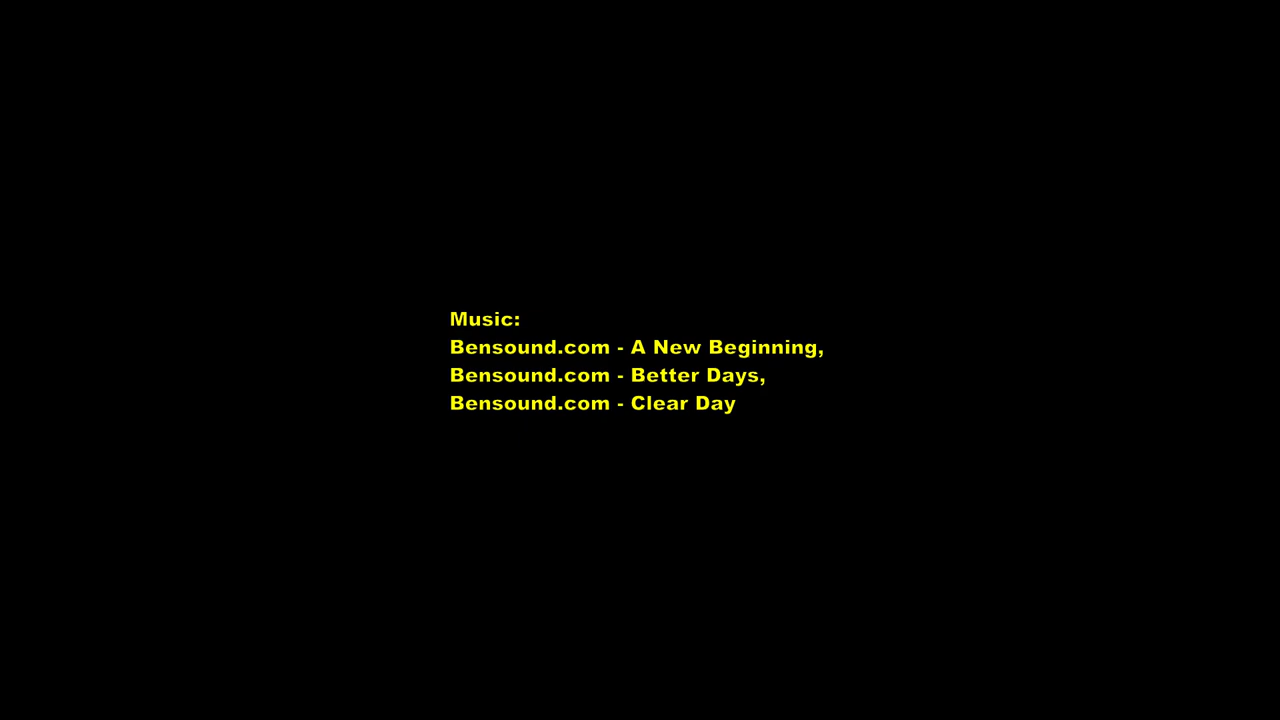 Music:
Bensound.com - A New Beginning,
Bensound.com - Better Days,
Bensound.com - Clear Day